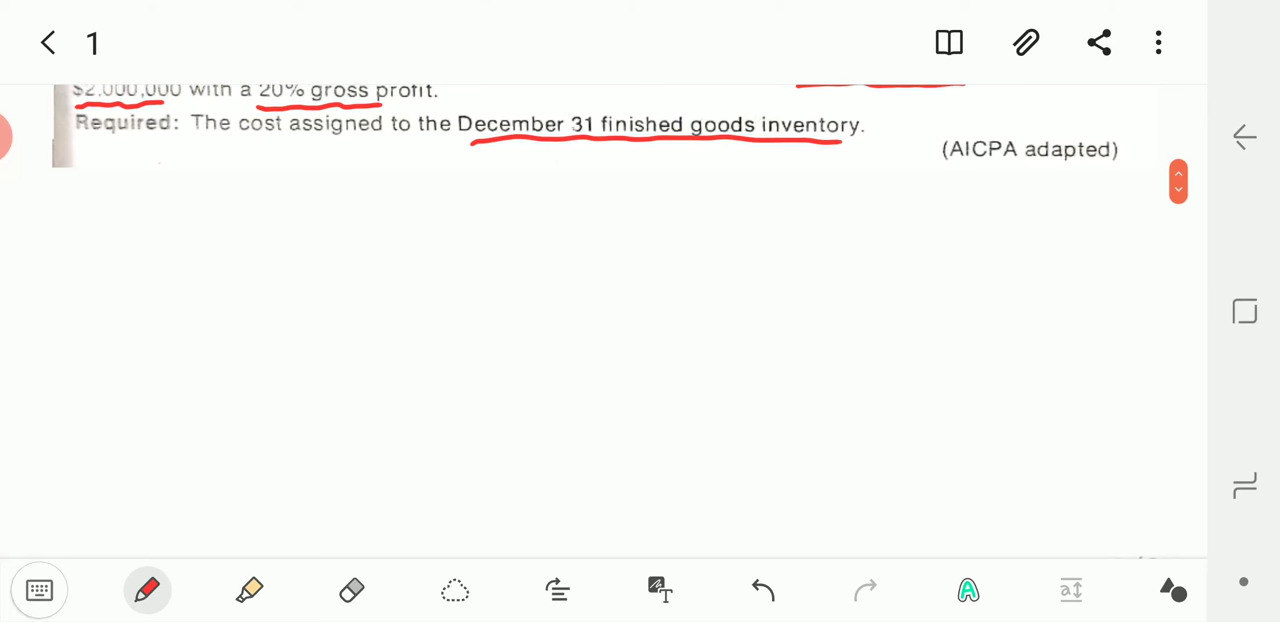 1
$2,000,000 with a 20% gross profit.
Required: The cost assigned to the December 31 finished goods inventory.
(AICPA adapted)